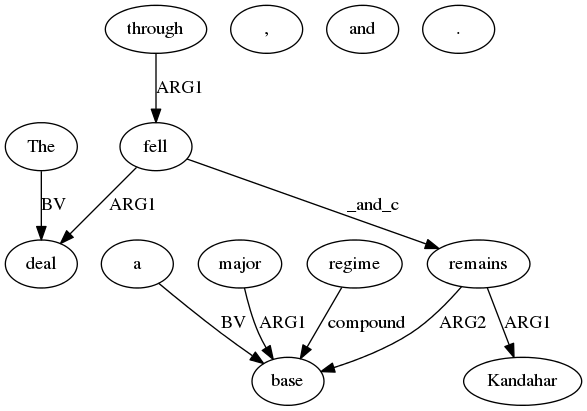 through , and .
ARG1
The fell
BV ARG1 _and_c
deal a major regime remains
BV ARG1 compound ARG2 ARG1
base Kandahar